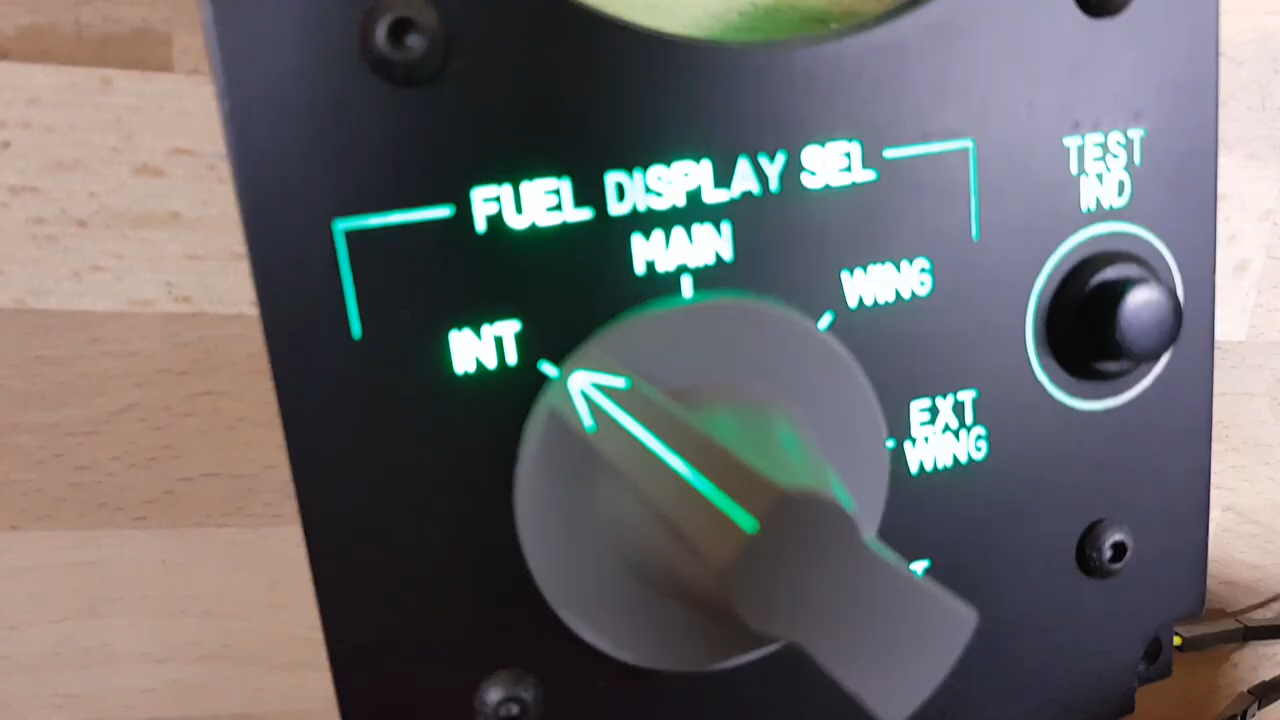 FUEL DISPLAY SEL
MAIN
INT
WING
EXT
WING
TEST
IND